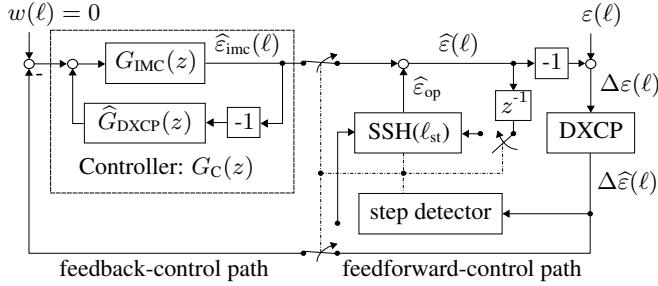 w(ℓ) = 0
ε(ℓ)
-
G_IMC(z)
ε̂_imc(ℓ)
ε̂(ℓ)
-1
ε̂_op
Δε(ℓ)
Ĝ_DXCP(z)
-1
z⁻¹
SSH(ℓ_st)
DXCP
Controller: G_C(z)
Δε̂(ℓ)
step detector
feedback-control path
feedforward-control path